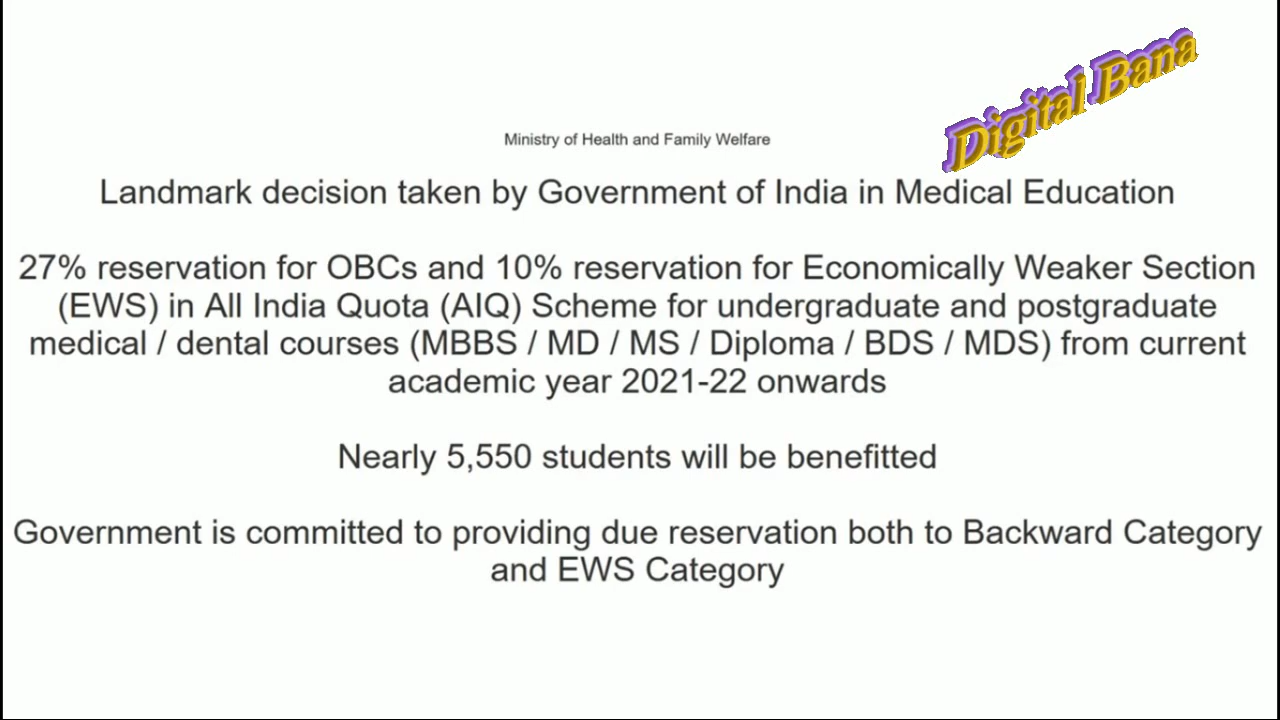 Digital Bana
Ministry of Health and Family Welfare
Landmark decision taken by Government of India in Medical Education
27% reservation for OBCs and 10% reservation for Economically Weaker Section
(EWS) in All India Quota (AIQ) Scheme for undergraduate and postgraduate
medical / dental courses (MBBS / MD / MS / Diploma / BDS / MDS) from current
academic year 2021-22 onwards
Nearly 5,550 students will be benefitted
Government is committed to providing due reservation both to Backward Category
and EWS Category